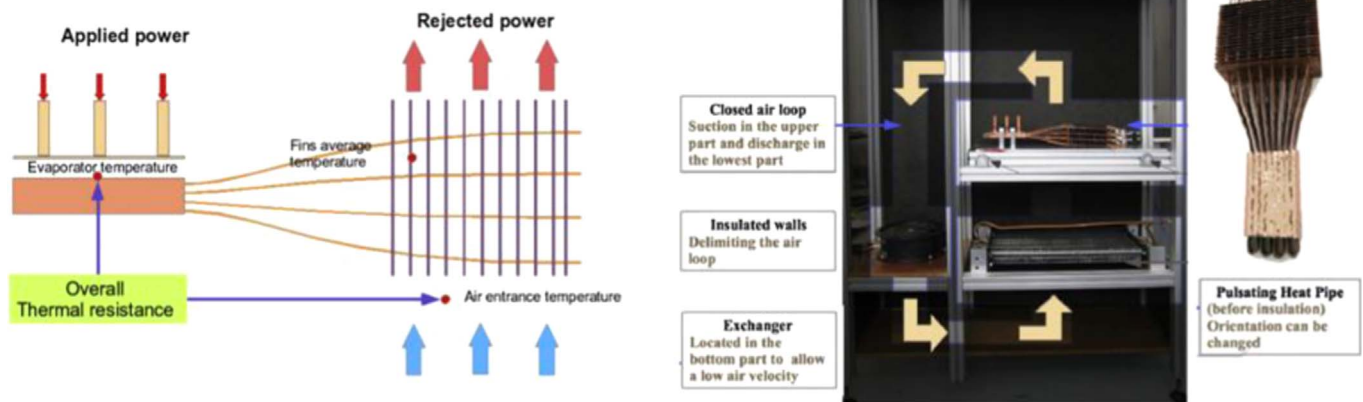 Applied power
Rejected power
Fins average
temperature
Evaporator temperature
Overall
Thermal resistance
Air entrance temperature
Closed air loop
Suction in the upper
part and discharge in
the lowest part
Insulated walls
Delimiting the air
loop
Exchanger
Located in the
bottom part to allow
a low air velocity
Pulsating Heat Pipe
(before insulation)
Orientation can be
changed